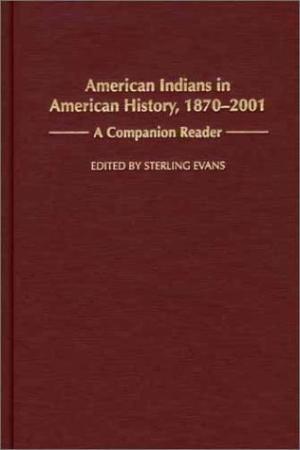 American Indians in
American History, 1870–2001
A Companion Reader
EDITED BY STERLING EVANS